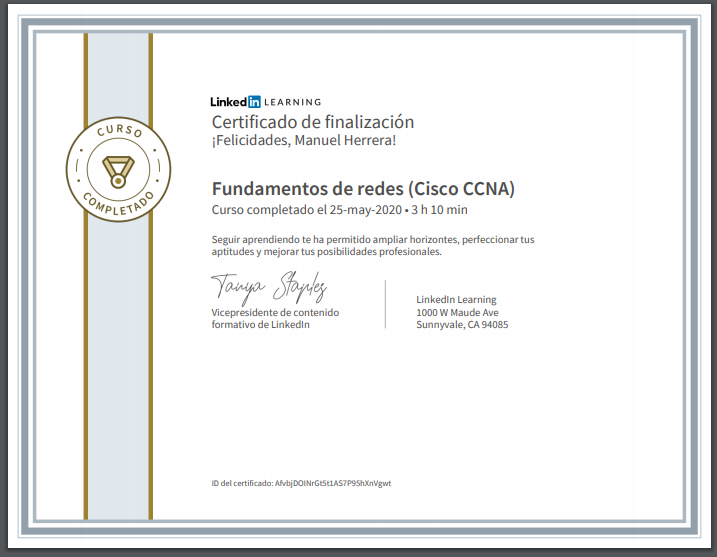 CURSO
COMPLETADO
Linked in LEARNING
Certificado de finalización
¡Felicidades, Manuel Herrera!
Fundamentos de redes (Cisco CCNA)
Curso completado el 25-may-2020 • 3 h 10 min
Seguir aprendiendo te ha permitido ampliar horizontes, perfeccionar tus
aptitudes y mejorar tus posibilidades profesionales.
Tanya Staples
Vicepresidente de contenido
formativo de LinkedIn
LinkedIn Learning
1000 W Maude Ave
Sunnyvale, CA 94085
ID del certificado: AfvbjDOINrGt5t1AS7P95hXnVgwt